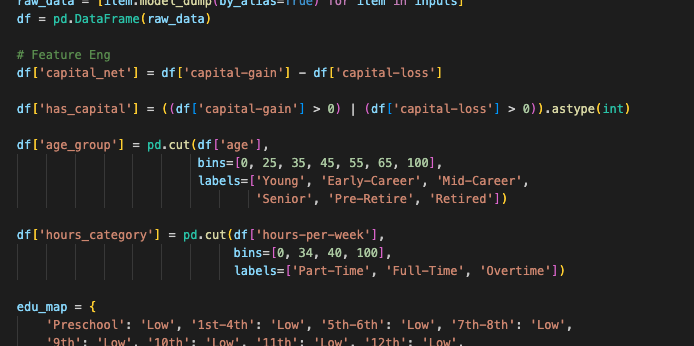 raw_data = [item.model_dump(by_alias=True) for item in inputs]
df = pd.DataFrame(raw_data)
# Feature Eng
df['capital_net'] = df['capital-gain'] - df['capital-loss']
df['has_capital'] = ((df['capital-gain'] > 0) | (df['capital-loss'] > 0)).astype(int)
df['age_group'] = pd.cut(df['age'],
bins=[0, 25, 35, 45, 55, 65, 100],
labels=['Young', 'Early-Career', 'Mid-Career',
'Senior', 'Pre-Retire', 'Retired'])
df['hours_category'] = pd.cut(df['hours-per-week'],
bins=[0, 34, 40, 100],
labels=['Part-Time', 'Full-Time', 'Overtime'])
edu_map = {
'Preschool': 'Low', '1st-4th': 'Low', '5th-6th': 'Low', '7th-8th': 'Low',
'9th': 'Low', '10th': 'Low', '11th': 'Low', '12th': 'Low',